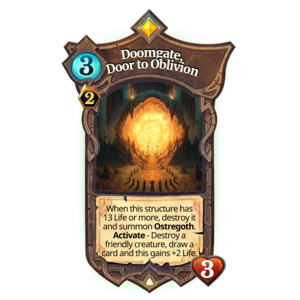 Doomgate,
Door to Oblivion
3
2
When this structure has
13 Life or more, destroy it
and summon Ostregoth.
Activate - Destroy a
friendly creature, draw a
card and this gains +2 Life.
3